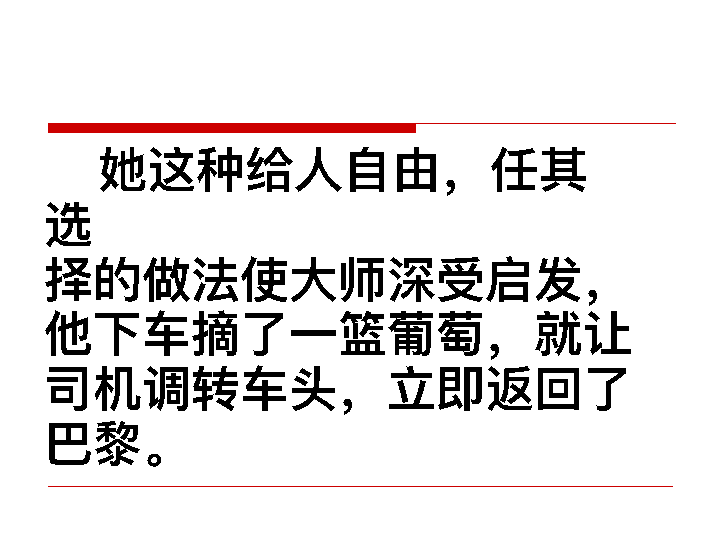 她这种给人自由，任其
选
择的做法使大师深受启发，
他下车摘了一篮葡萄，就让
司机调转车头，立即返回了
巴黎。